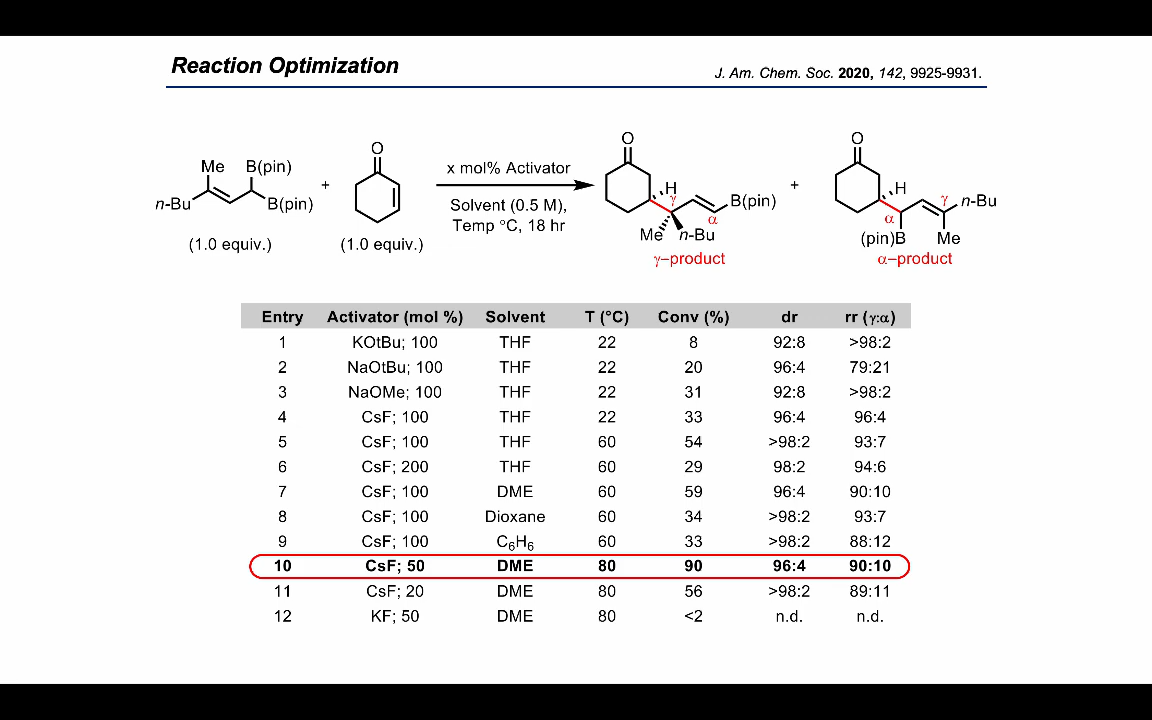 Reaction Optimization
J. Am. Chem. Soc. 2020, 142, 9925-9931.
Me B(pin)
n-Bu B(pin)
(1.0 equiv.)
+
O
(1.0 equiv.)
x mol% Activator
Solvent (0.5 M),
Temp °C, 18 hr
O
H
γ
B(pin)
α
Me n-Bu
γ–product
+
O
H
γ
n-Bu
α
(pin)B Me
α–product
Entry Activator (mol %) Solvent T (°C) Conv (%) dr rr (γ:α)
1 KOtBu; 100 THF 22 8 92:8 >98:2
2 NaOtBu; 100 THF 22 20 96:4 79:21
3 NaOMe; 100 THF 22 31 92:8 >98:2
4 CsF; 100 THF 22 33 96:4 96:4
5 CsF; 100 THF 60 54 >98:2 93:7
6 CsF; 200 THF 60 29 98:2 94:6
7 CsF; 100 DME 60 59 96:4 90:10
8 CsF; 100 Dioxane 60 34 >98:2 93:7
9 CsF; 100 C₆H₆ 60 33 >98:2 88:12
10 CsF; 50 DME 80 90 96:4 90:10
11 CsF; 20 DME 80 56 >98:2 89:11
12 KF; 50 DME 80 <2 n.d. n.d.